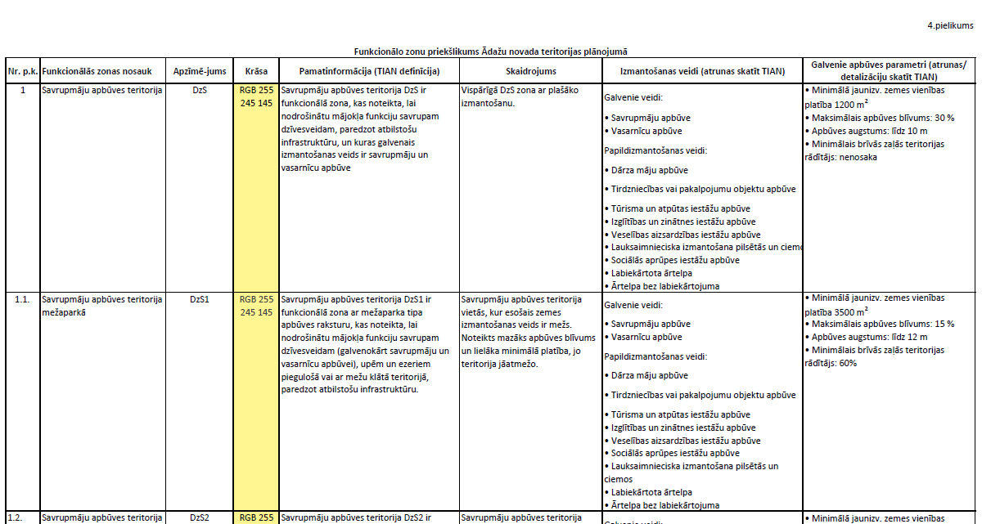 4.pielikums
Funkcionālo zonu priekšlikums Ādažu novada teritorijas plānojumā
Nr. p.k.
Funkcionālās zonas nosauk
Apzīmē-jums
Krāsa
Pamatinformācija (TIAN definīcija)
Skaidrojums
Izmantošanas veidi (atrunas skatīt TIAN)
Galvenie apbūves parametri (atrunas/
detalizāciju skatīt TIAN)
1
Savrupmāju apbūves teritorija
DzS
RGB 255
245 145
Savrupmāju apbūves teritorija DzS ir
funkcionālā zona, kas noteikta, lai
nodrošinātu mājokļa funkciju savrupam
dzīvesveidam, paredzot atbilstošu
infrastruktūru, un kuras galvenais
izmantošanas veids ir savrupmāju un
vasarnīcu apbūve
Vispārīgā DzS zona ar plašāko
izmantošanu.
Galvenie veidi:
• Savrupmāju apbūve
• Vasarnīcu apbūve
Papildizmantošanas veidi:
• Dārza māju apbūve
• Tirdzniecības vai pakalpojumu objektu apbūve
• Tūrisma un atpūtas iestāžu apbūve
• Izglītības un zinātnes iestāžu apbūve
• Veselības aizsardzības iestāžu apbūve
• Lauksaimnieciska izmantošana pilsētās un ciemo
• Sociālās aprūpes iestāžu apbūve
• Labiekārtota ārtelpa
• Ārtelpa bez labiekārtojuma
• Minimālā jaunizv. zemes vienības
platība 1200 m²
• Maksimālais apbūves blīvums: 30 %
• Apbūves augstums: līdz 10 m
• Minimālais brīvās zaļās teritorijas
rādītājs: nenosaka
1.1.
Savrupmāju apbūves teritorija
mežaparkā
DzS1
RGB 255
245 145
Savrupmāju apbūves teritorija DzS1 ir
funkcionālā zona ar mežaparka tipa
apbūves raksturu, kas noteikta, lai
nodrošinātu mājokļa funkciju savrupam
dzīvesveidam (galvenokārt savrupmāju un
vasarnīcu apbūvei), upēm un ezeriem
piegulošā vai ar mežu klātā teritorijā,
paredzot atbilstošu infrastruktūru.
Savrupmāju apbūves teritorija
vietās, kur esošais zemes
izmantošanas veids ir mežs.
Noteikts mazāks apbūves blīvums
un lielāka minimālā platība, jo
teritorija jāatmežo.
Galvenie veidi:
• Savrupmāju apbūve
• Vasarnīcu apbūve
Papildizmantošanas veidi:
• Dārza māju apbūve
• Tirdzniecības vai pakalpojumu objektu apbūve
• Tūrisma un atpūtas iestāžu apbūve
• Izglītības un zinātnes iestāžu apbūve
• Veselības aizsardzības iestāžu apbūve
• Sociālās aprūpes iestāžu apbūve
• Lauksaimnieciska izmantošana pilsētās un
ciemos
• Labiekārtota ārtelpa
• Ārtelpa bez labiekārtojuma
• Minimālā jaunizv. zemes vienības
platība 3500 m²
• Maksimālais apbūves blīvums: 15 %
• Apbūves augstums: līdz 12 m
• Minimālais brīvās zaļās teritorijas
rādītājs: 60%
1.2.
Savrupmāju apbūves teritorija
DzS2
RGB 255
Savrupmāju apbūves teritorija DzS2 ir
Savrupmāju apbūves teritorija
Galvenie veidi:
• Minimālā jaunizv. zemes vienības